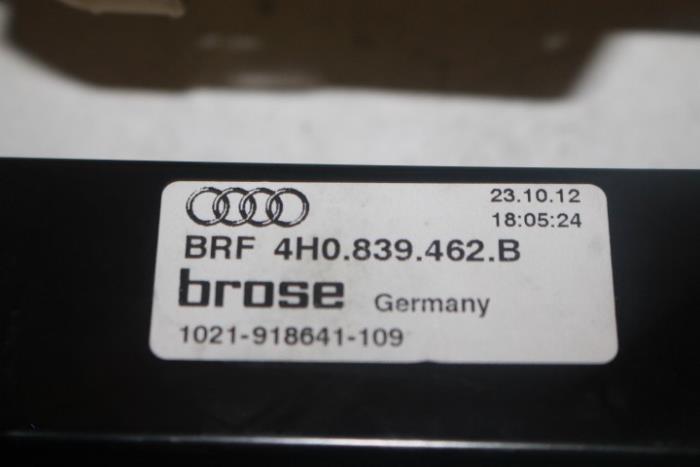 23.10.12
18:05:24
BRF 4H0.839.462.B
brose Germany
1021-918641-109